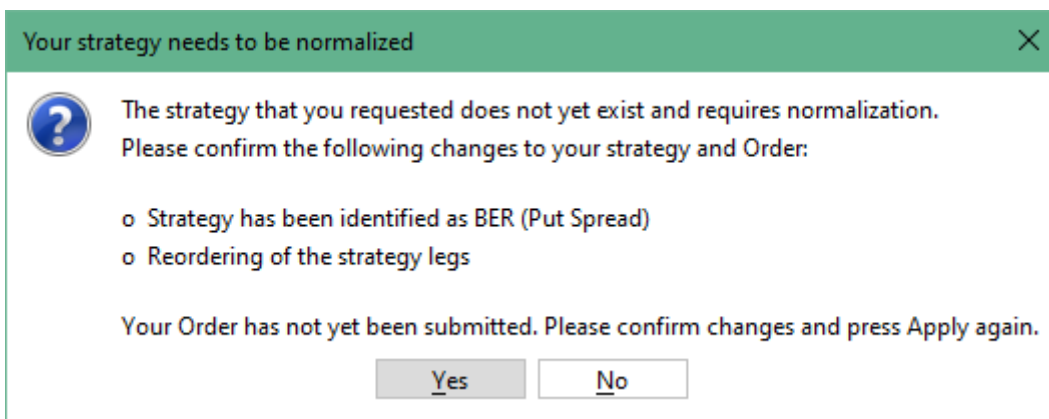 Your strategy needs to be normalized
The strategy that you requested does not yet exist and requires normalization.
Please confirm the following changes to your strategy and Order:
o Strategy has been identified as BER (Put Spread)
o Reordering of the strategy legs
Your Order has not yet been submitted. Please confirm changes and press Apply again.
Yes No